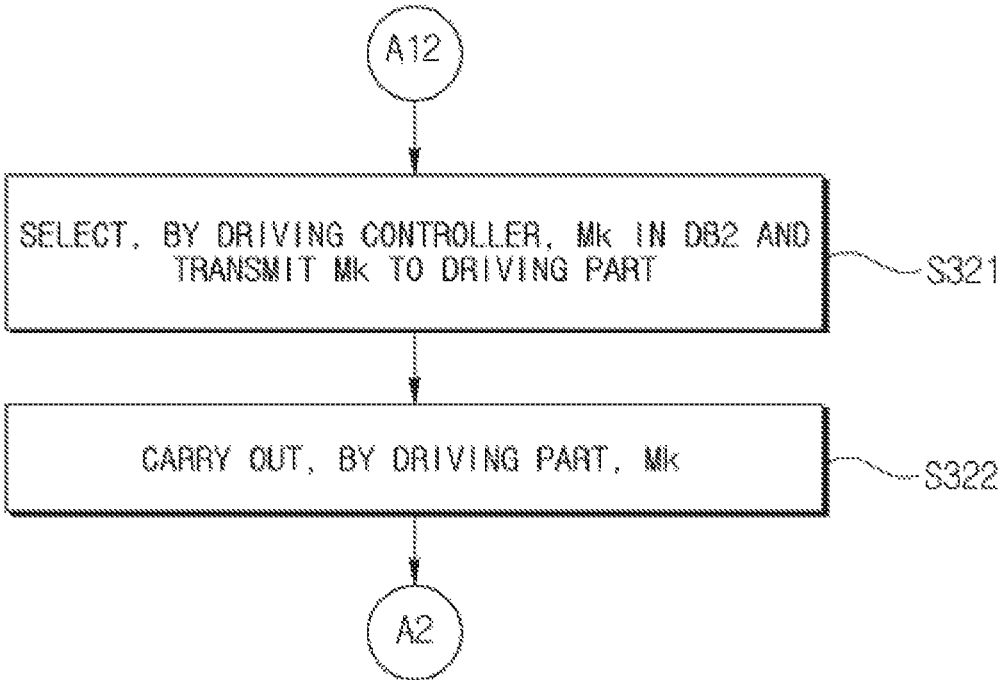 A12
SELECT, BY DRIVING CONTROLLER, Mk IN DB2 AND
TRANSMIT Mk TO DRIVING PART
S321
CARRY OUT, BY DRIVING PART, Mk
S322
A2